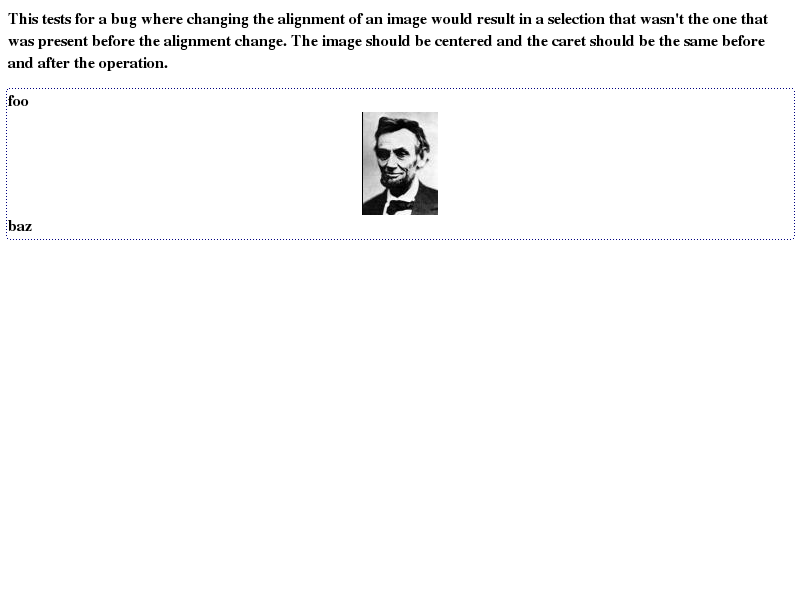 This tests for a bug where changing the alignment of an image would result in a selection that wasn't the one that
was present before the alignment change. The image should be centered and the caret should be the same before
and after the operation.
foo
baz